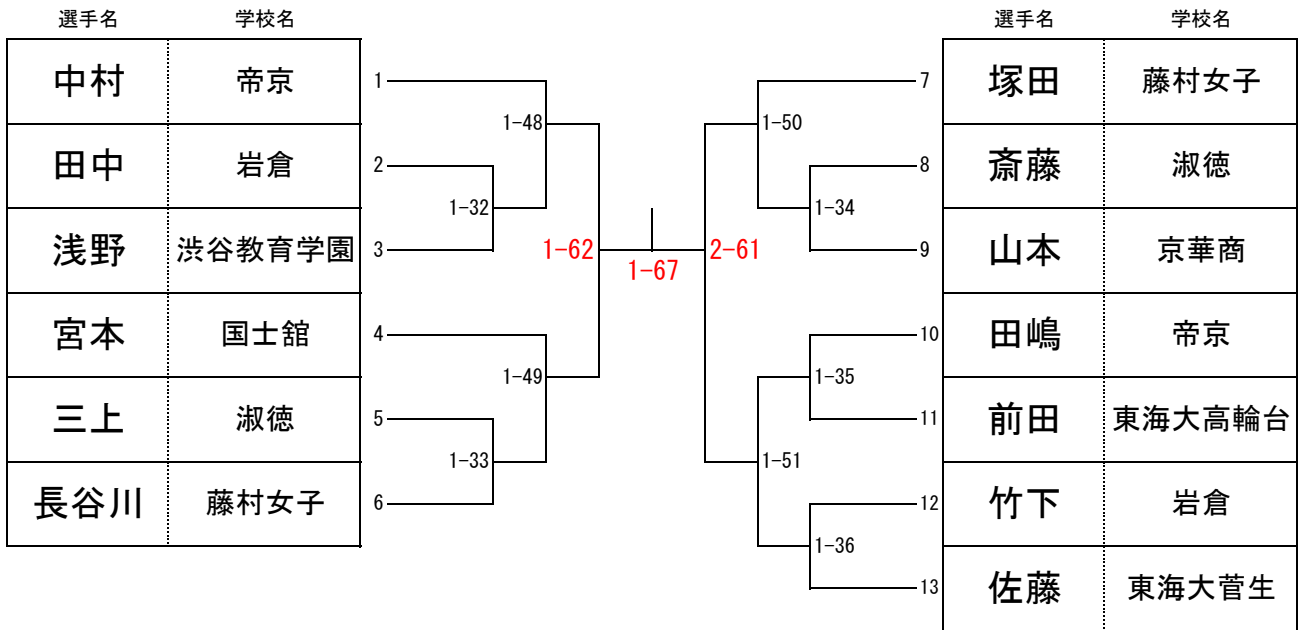 選手名 学校名
中村 帝京 1
田中 岩倉 2
浅野 渋谷教育学園 3
宮本 国士舘 4
三上 淑徳 5
長谷川 藤村女子 6
1-48
1-32
1-49
1-33
1-62
1-67
2-61
1-50
1-34
1-35
1-51
1-36
選手名 学校名
7 塚田 藤村女子
8 斎藤 淑徳
9 山本 京華商
10 田嶋 帝京
11 前田 東海大高輪台
12 竹下 岩倉
13 佐藤 東海大菅生